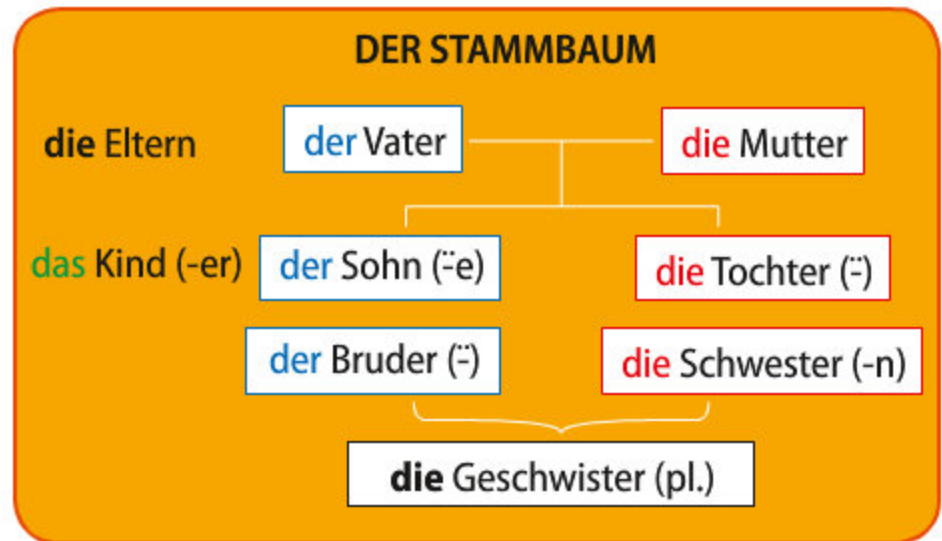 DER STAMMBAUM
die Eltern der Vater die Mutter
das Kind (-er) der Sohn (¨-e) die Tochter (¨-)
der Bruder (¨-) die Schwester (-n)
die Geschwister (pl.)